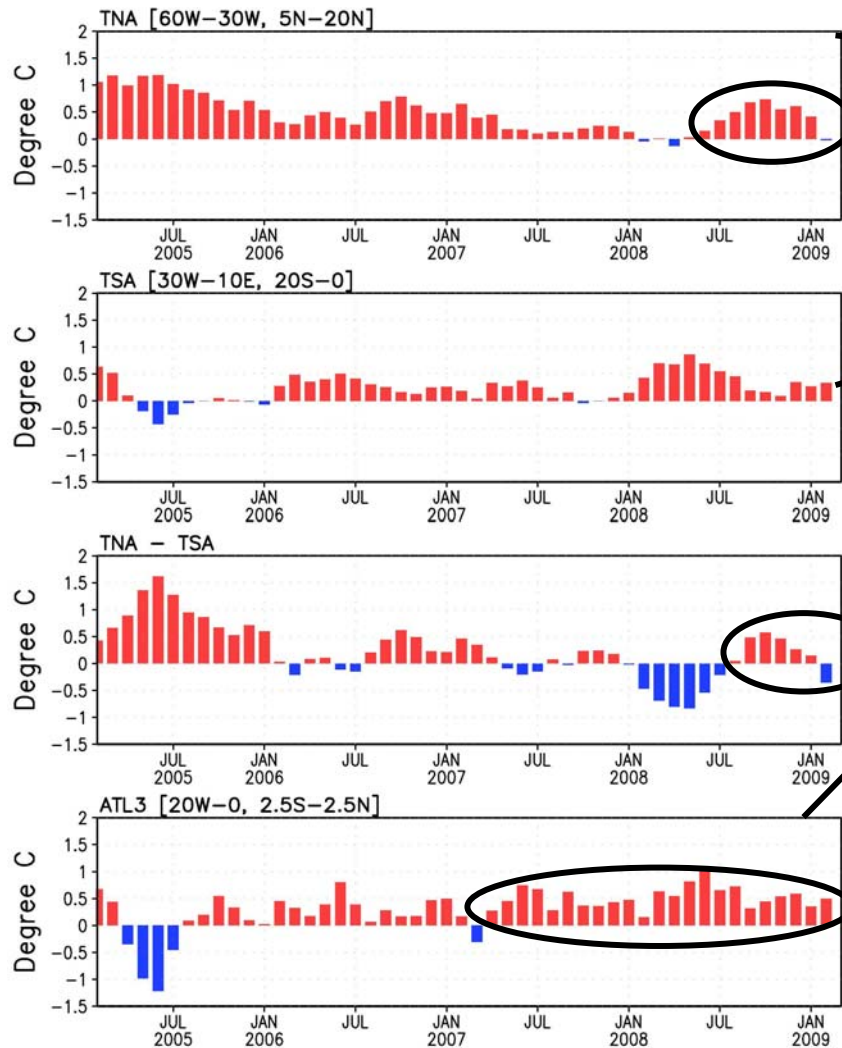 TNA [60W−30W, 5N−20N]
Degree C
2
1.5
1
0.5
0
−0.5
−1
−1.5
JUL JAN JUL JAN JUL JAN JUL JAN
2005 2006 2007 2008 2009
TSA [30W−10E, 20S−0]
Degree C
2
1.5
1
0.5
0
−0.5
−1
−1.5
JUL JAN JUL JAN JUL JAN JUL JAN
2005 2006 2007 2008 2009
TNA − TSA
Degree C
2
1.5
1
0.5
0
−0.5
−1
−1.5
JUL JAN JUL JAN JUL JAN JUL JAN
2005 2006 2007 2008 2009
ATL3 [20W−0, 2.5S−2.5N]
Degree C
2
1.5
1
0.5
0
−0.5
−1
−1.5
JUL JAN JUL JAN JUL JAN JUL JAN
2005 2006 2007 2008 2009